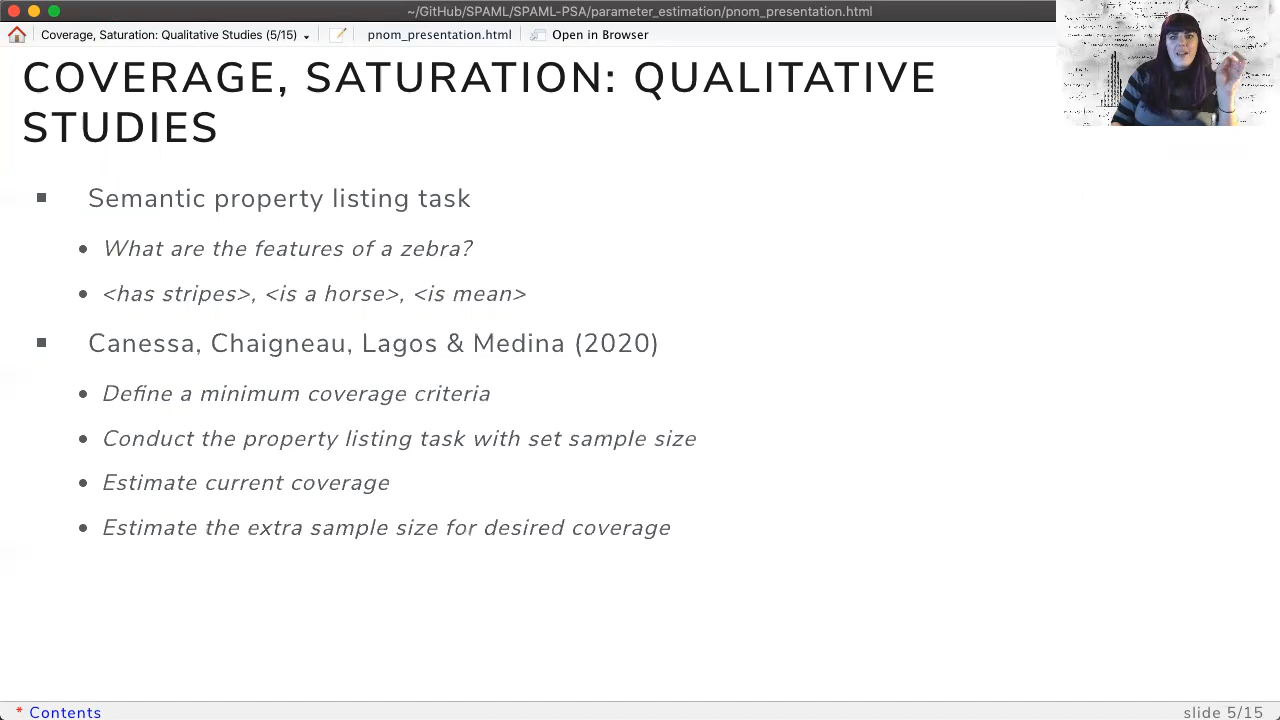 ~/GitHub/SPAML/SPAML-PSA/parameter_estimation/pnom_presentation.html
Coverage, Saturation: Qualitative Studies (5/15) pnom_presentation.html Open in Browser
COVERAGE, SATURATION: QUALITATIVE
STUDIES
Semantic property listing task
What are the features of a zebra?
<has stripes>, <is a horse>, <is mean>
Canessa, Chaigneau, Lagos & Medina (2020)
Define a minimum coverage criteria
Conduct the property listing task with set sample size
Estimate current coverage
Estimate the extra sample size for desired coverage
* Contents slide 5/15